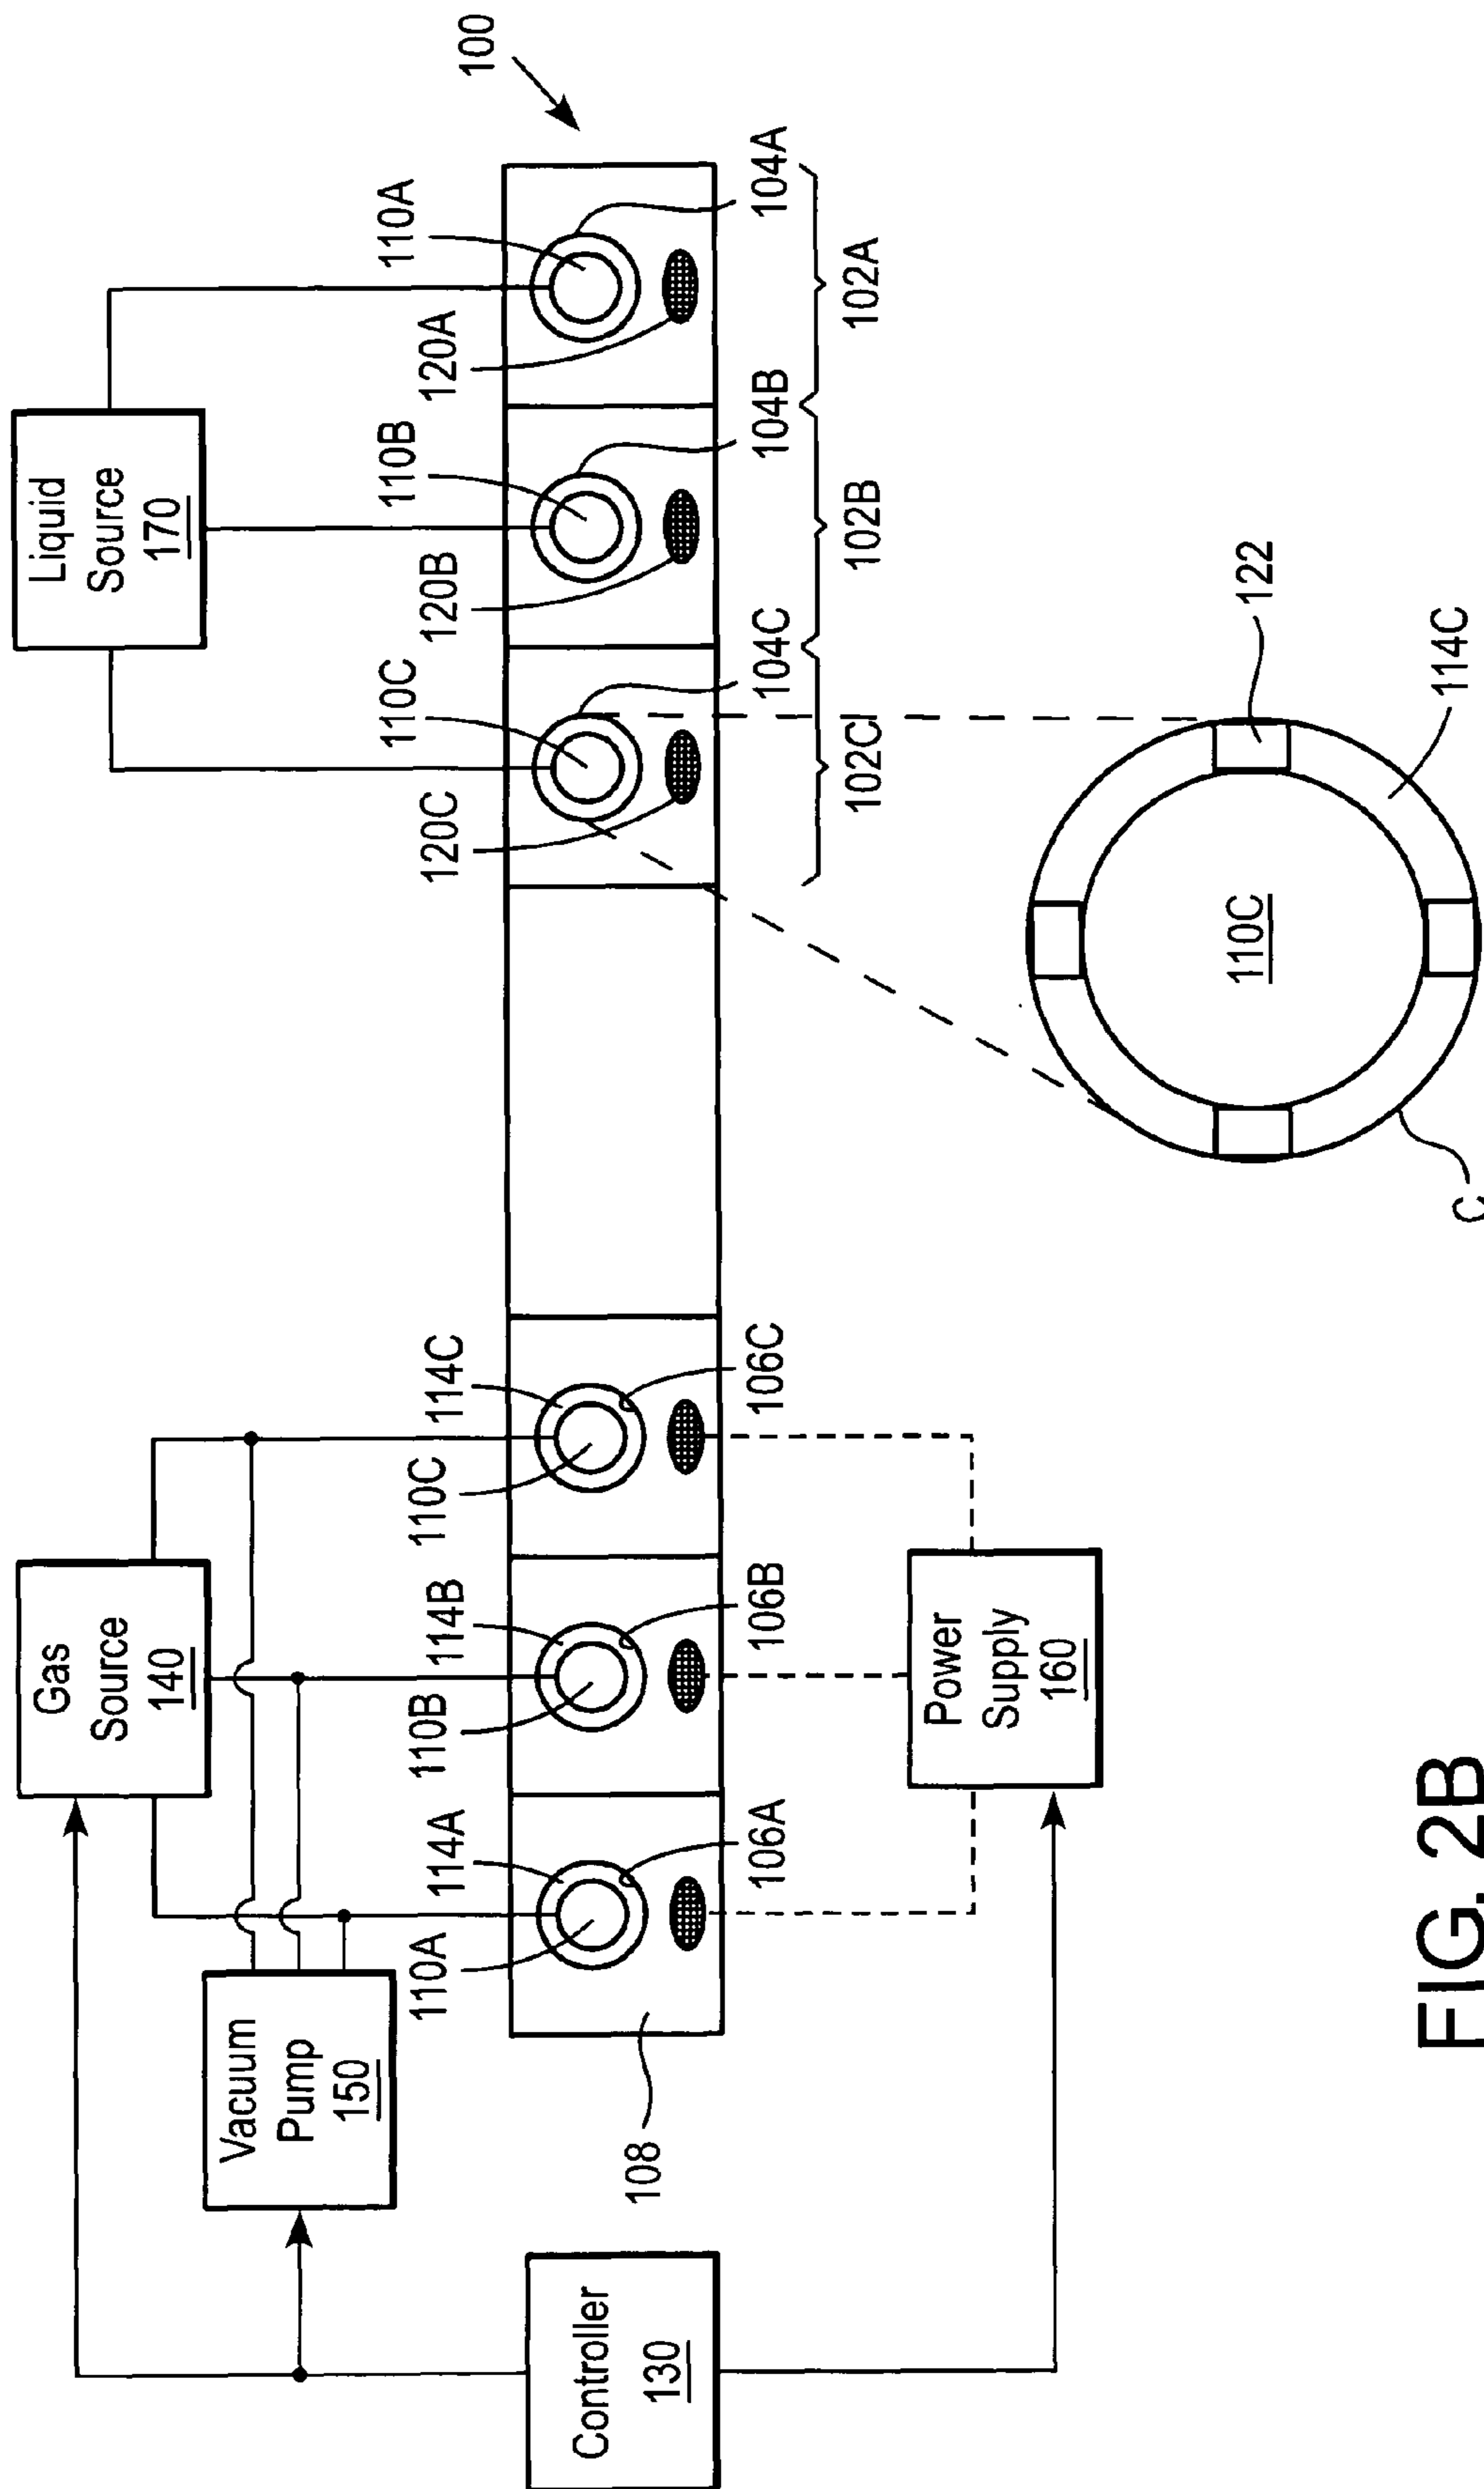 Liquid
Source
170
100
110A
110B
110C
120A
120B
120C
104A
104B
104C
102A
102B
102C
122
114C
110C
C
Gas
Source
140
Vacuum
Pump
150
114C
110C
114B
110B
114A
110A
106C
106B
106A
108
Power
Supply
160
Controller
130
FIG. 2B